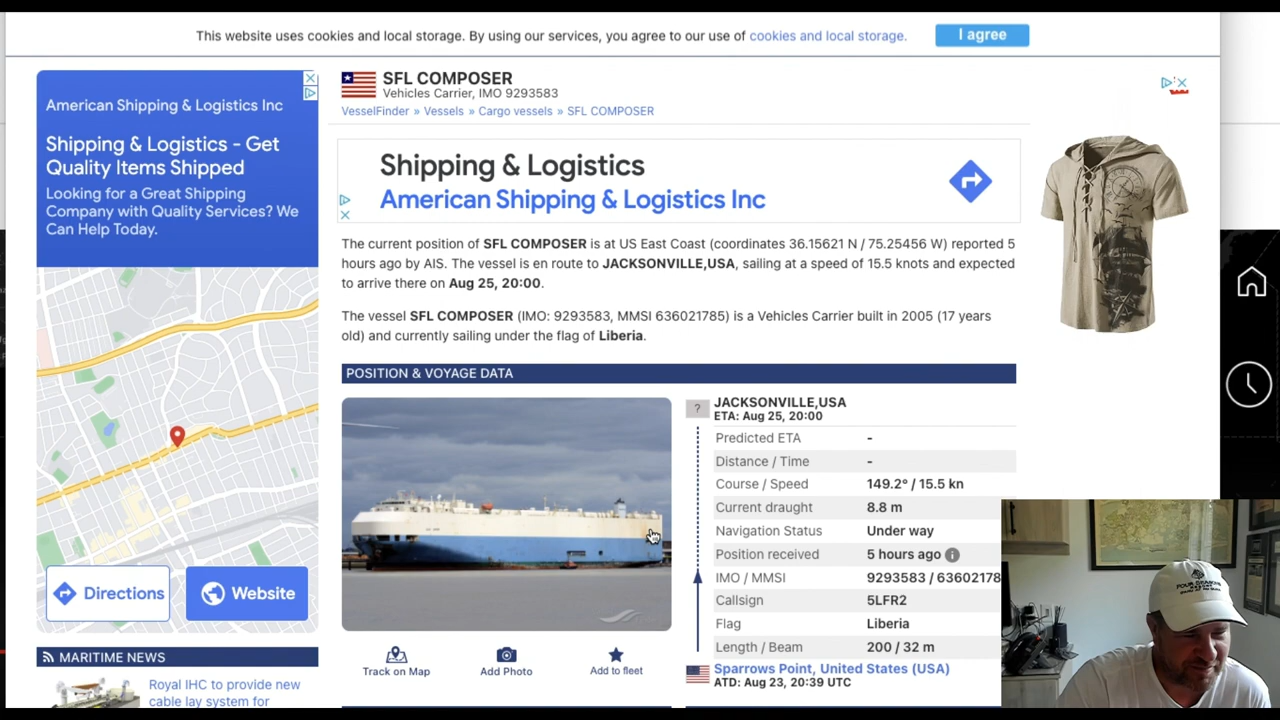 This website uses cookies and local storage. By using our services, you agree to our use of cookies and local storage.
I agree
American Shipping & Logistics Inc
Shipping & Logistics - Get
Quality Items Shipped
Looking for a Great Shipping
Company with Quality Services? We
Can Help Today.
Directions
Website
MARITIME NEWS
Royal IHC to provide new
cable lay system for
SFL COMPOSER
Vehicles Carrier, IMO 9293583
VesselFinder » Vessels » Cargo vessels » SFL COMPOSER
Shipping & Logistics
American Shipping & Logistics Inc
The current position of SFL COMPOSER is at US East Coast (coordinates 36.15621 N / 75.25456 W) reported 5
hours ago by AIS. The vessel is en route to JACKSONVILLE,USA, sailing at a speed of 15.5 knots and expected
to arrive there on Aug 25, 20:00.
The vessel SFL COMPOSER (IMO: 9293583, MMSI 636021785) is a Vehicles Carrier built in 2005 (17 years
old) and currently sailing under the flag of Liberia.
POSITION & VOYAGE DATA
Track on Map
Add Photo
Add to fleet
?
JACKSONVILLE,USA
ETA: Aug 25, 20:00
Predicted ETA -
Distance / Time -
Course / Speed 149.2° / 15.5 kn
Current draught 8.8 m
Navigation Status Under way
Position received 5 hours ago
IMO / MMSI 9293583 / 63602178
Callsign 5LFR2
Flag Liberia
Length / Beam 200 / 32 m
Sparrows Point, United States (USA)
ATD: Aug 23, 20:39 UTC
FOUR SEASONS